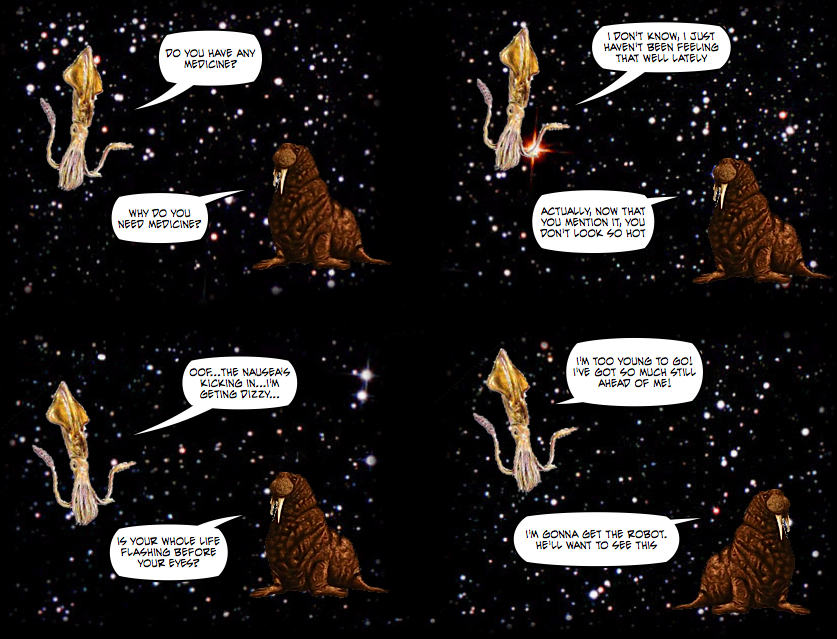 DO YOU HAVE ANY
MEDICINE?
WHY DO YOU
NEED MEDICINE?
I DON'T KNOW, I JUST
HAVEN'T BEEN FEELING
THAT WELL LATELY
ACTUALLY, NOW THAT
YOU MENTION IT, YOU
DON'T LOOK SO HOT
OOF...THE NAUSEA'S
KICKING IN...I'M
GETING DIZZY...
IS YOUR WHOLE LIFE
FLASHING BEFORE
YOUR EYES?
I'M TOO YOUNG TO GO!
I'VE GOT SO MUCH STILL
AHEAD OF ME!
I'M GONNA GET THE ROBOT.
HE'LL WANT TO SEE THIS